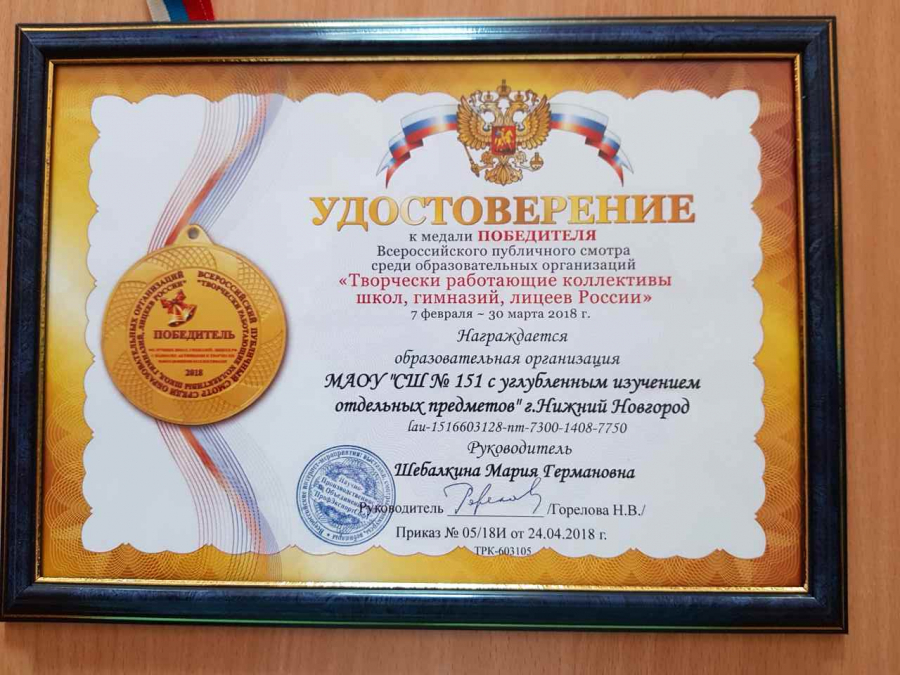 УДОСТОВЕРЕНИЕ
к медали ПОБЕДИТЕЛЯ
Всероссийского публичного смотра
среди образовательных организаций
«Творчески работающие коллективы
школ, гимназий, лицеев России»
7 февраля ~ 30 марта 2018 г.
Награждается
образовательная организация
МАОУ "СШ № 151 с углубленным изучением
отдельных предметов" г.Нижний Новгород
lau-1516603128-nm-7300-1408-7750
Руководитель
Шебалкина Мария Германовна
Руководитель /Горелова Н.В./
Приказ № 05/18И от 24.04.2018 г.
ТРК-603105
ВСЕРОССИЙСКИЙ ПУБЛИЧНЫЙ СМОТР СРЕДИ ОБРАЗОВАТЕЛЬНЫХ ОРГАНИЗАЦИЙ
"ТВОРЧЕСКИ РАБОТАЮЩИЕ КОЛЛЕКТИВЫ ШКОЛ, ГИМНАЗИЙ, ЛИЦЕЕВ РОССИИ"
ПОБЕДИТЕЛЬ
2018
Научно-
Производственное
Объединение